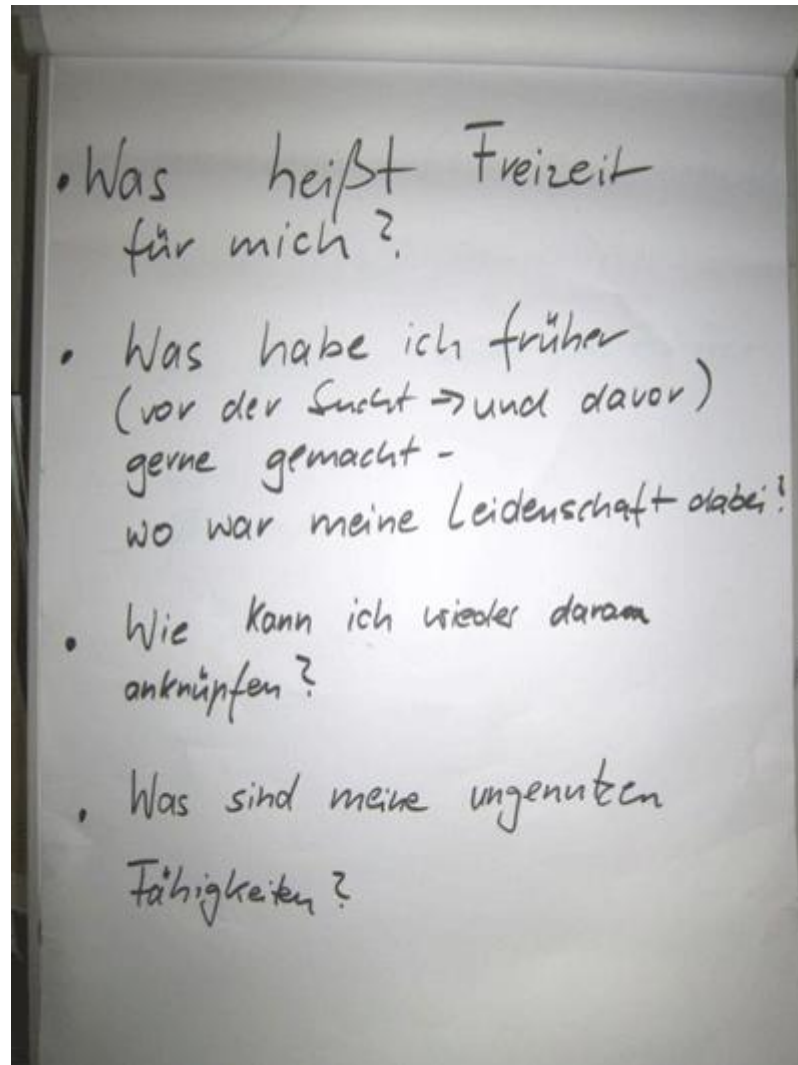 • Was heißt Freizeit
für mich?
• Was habe ich früher
(vor der Sucht → und davor)
gerne gemacht -
wo war meine Leidenschaft dabei?
• Wie kann ich wieder daran
anknüpfen?
• Was sind meine ungenutzen
Fähigkeiten?